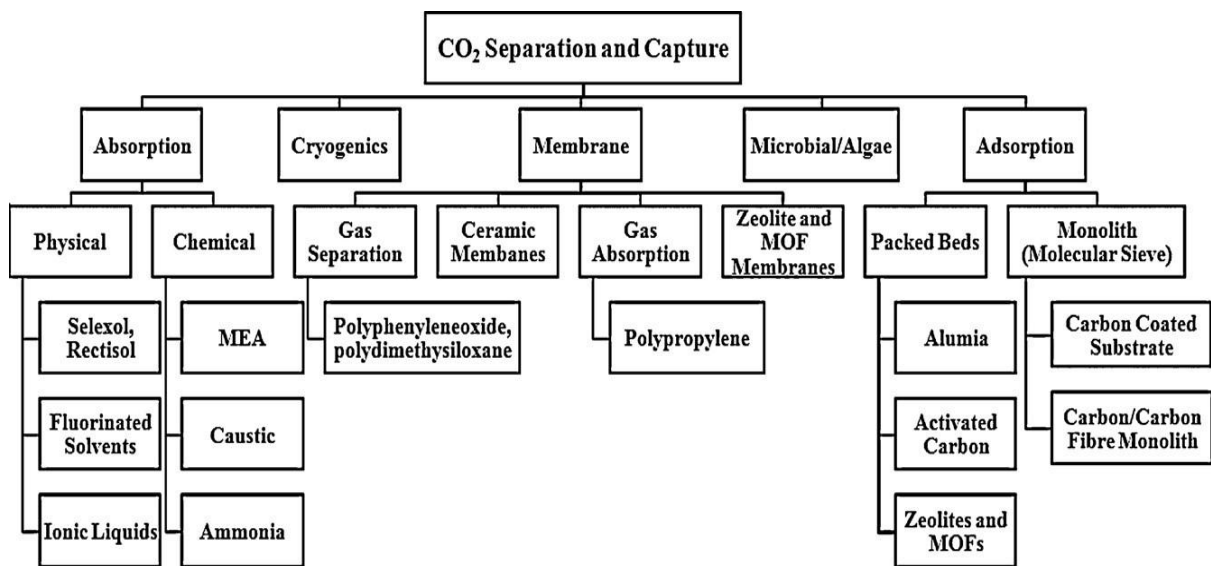 CO₂ Separation and Capture
Absorption
Cryogenics
Membrane
Microbial/Algae
Adsorption
Physical
Chemical
Gas
Separation
Ceramic
Membanes
Gas
Absorption
Zeolite and
MOF
Membranes
Packed Beds
Monolith
(Molecular Sieve)
Selexol,
Rectisol
MEA
Polyphenyleneoxide,
polydimethysiloxane
Polypropylene
Alumia
Carbon Coated
Substrate
Fluorinated
Solvents
Caustic
Activated
Carbon
Carbon/Carbon
Fibre Monolith
Ionic Liquids
Ammonia
Zeolites and
MOFs